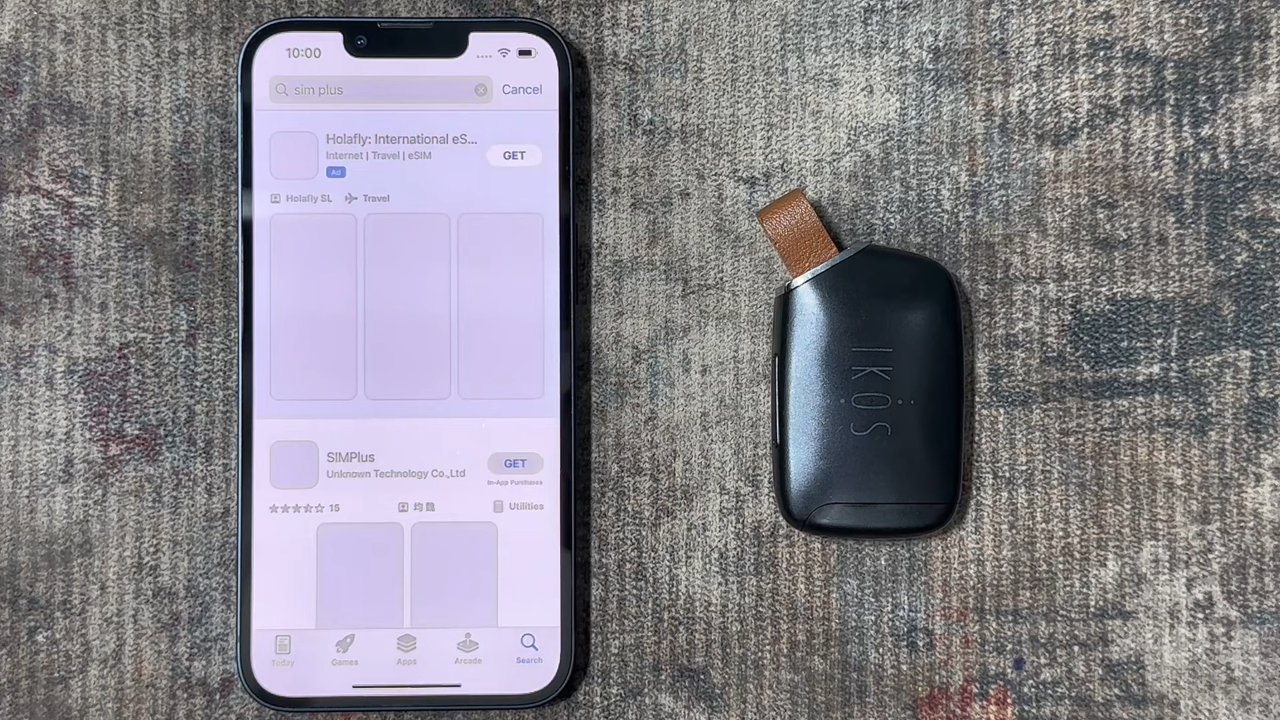 10:00
sim plus
Cancel
Holafly: International eS...
Internet | Travel | eSIM
GET
Ad
Holafly SL
Travel
SIMPlus
Unknown Technology Co.,Ltd
GET
In-App Purchases
15
Utilities
Today
Games
Apps
Arcade
Search
IKOS